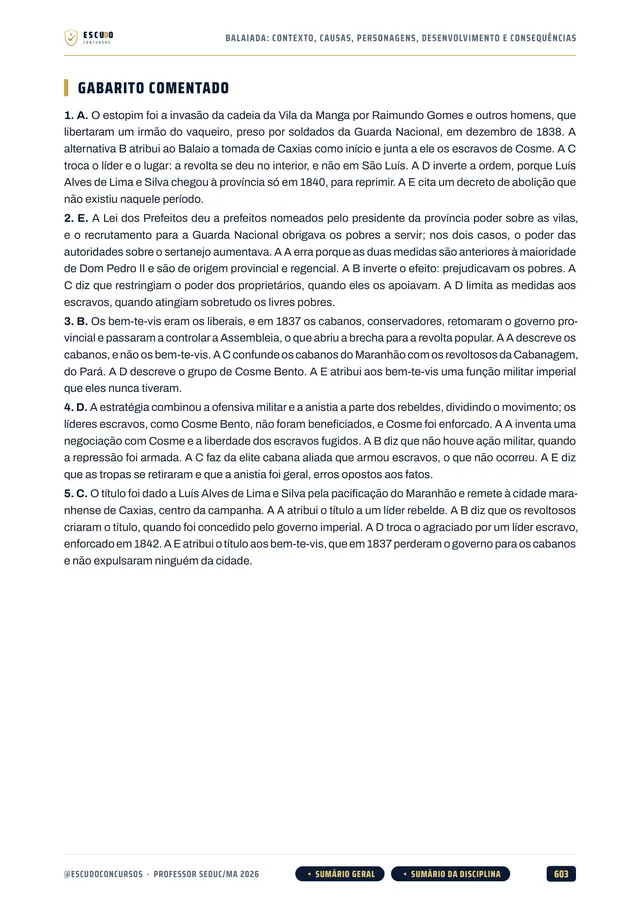 ESCUDO
CONCURSOS
BALAIADA: CONTEXTO, CAUSAS, PERSONAGENS, DESENVOLVIMENTO E CONSEQUÊNCIAS
GABARITO COMENTADO
1. A. O estopim foi a invasão da cadeia da Vila da Manga por Raimundo Gomes e outros homens, que
libertaram um irmão do vaqueiro, preso por soldados da Guarda Nacional, em dezembro de 1838. A
alternativa B atribui ao Balaio a tomada de Caxias como início e junta a ele os escravos de Cosme. A C
troca o líder e o lugar: a revolta se deu no interior, e não em São Luís. A D inverte a ordem, porque Luís
Alves de Lima e Silva chegou à província só em 1840, para reprimir. A E cita um decreto de abolição que
não existiu naquele período.
2. E. A Lei dos Prefeitos deu a prefeitos nomeados pelo presidente da província poder sobre as vilas,
e o recrutamento para a Guarda Nacional obrigava os pobres a servir; nos dois casos, o poder das
autoridades sobre o sertanejo aumentava. A A erra porque as duas medidas são anteriores à maioridade
de Dom Pedro II e são de origem provincial e regencial. A B inverte o efeito: prejudicavam os pobres. A
C diz que restringiam o poder dos proprietários, quando eles os apoiavam. A D limita as medidas aos
escravos, quando atingiam sobretudo os livres pobres.
3. B. Os bem-te-vis eram os liberais, e em 1837 os cabanos, conservadores, retomaram o governo pro-
vincial e passaram a controlar a Assembleia, o que abriu a brecha para a revolta popular. A A descreve os
cabanos, e não os bem-te-vis. A C confunde os cabanos do Maranhão com os revoltosos da Cabanagem,
do Pará. A D descreve o grupo de Cosme Bento. A E atribui aos bem-te-vis uma função militar imperial
que eles nunca tiveram.
4. D. A estratégia combinou a ofensiva militar e a anistia a parte dos rebeldes, dividindo o movimento; os
líderes escravos, como Cosme Bento, não foram beneficiados, e Cosme foi enforcado. A A inventa uma
negociação com Cosme e a liberdade dos escravos fugidos. A B diz que não houve ação militar, quando
a repressão foi armada. A C faz da elite cabana aliada que armou escravos, o que não ocorreu. A E diz
que as tropas se retiraram e que a anistia foi geral, erros opostos aos fatos.
5. C. O título foi dado a Luís Alves de Lima e Silva pela pacificação do Maranhão e remete à cidade mara-
nhense de Caxias, centro da campanha. A A atribui o título a um líder rebelde. A B diz que os revoltosos
criaram o título, quando foi concedido pelo governo imperial. A D troca o agraciado por um líder escravo,
enforcado em 1842. A E atribui o título aos bem-te-vis, que em 1837 perderam o governo para os cabanos
e não expulsaram ninguém da cidade.
@ESCUDOCONCURSOS · PROFESSOR SEDUC/MA 2026
SUMÁRIO GERAL
SUMÁRIO DA DISCIPLINA
603